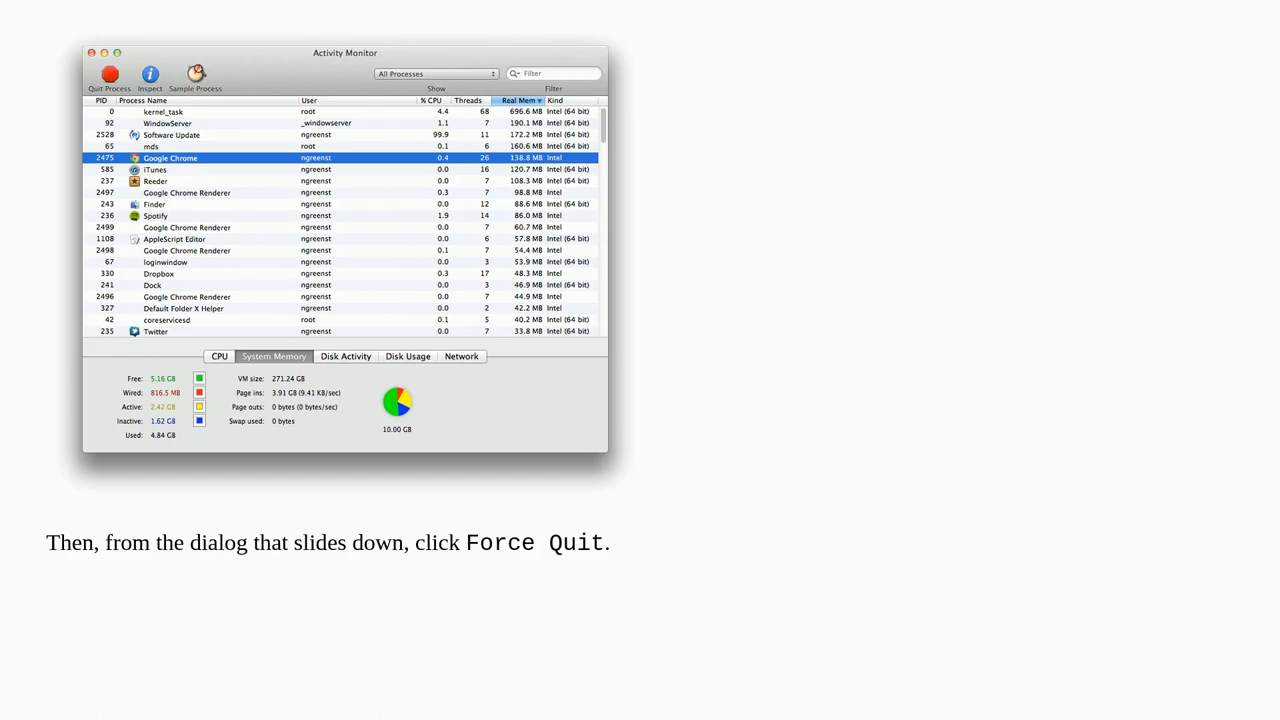 Activity Monitor
Quit Process Inspect Sample Process All Processes Filter
Show Filter
PID Process Name User % CPU Threads Real Mem Kind
0 kernel_task root 4.4 68 696.6 MB Intel (64 bit)
92 WindowServer _windowserver 1.1 7 190.1 MB Intel (64 bit)
2528 Software Update ngreenst 99.9 11 172.2 MB Intel (64 bit)
65 mds root 0.1 6 160.6 MB Intel (64 bit)
2475 Google Chrome ngreenst 0.4 26 138.8 MB Intel
585 iTunes ngreenst 0.0 16 120.7 MB Intel (64 bit)
237 Reeder ngreenst 0.0 7 108.3 MB Intel (64 bit)
2497 Google Chrome Renderer ngreenst 0.3 7 98.8 MB Intel
243 Finder ngreenst 0.0 12 88.6 MB Intel (64 bit)
236 Spotify ngreenst 1.9 14 86.0 MB Intel
2499 Google Chrome Renderer ngreenst 0.0 7 60.7 MB Intel
1108 AppleScript Editor ngreenst 0.0 6 57.8 MB Intel (64 bit)
2498 Google Chrome Renderer ngreenst 0.1 7 54.4 MB Intel
67 loginwindow ngreenst 0.0 3 53.9 MB Intel (64 bit)
330 Dropbox ngreenst 0.3 17 48.3 MB Intel
241 Dock ngreenst 0.0 3 46.9 MB Intel (64 bit)
2496 Google Chrome Renderer ngreenst 0.0 7 44.9 MB Intel
327 Default Folder X Helper ngreenst 0.0 2 42.2 MB Intel
42 coreservicesd root 0.1 5 40.2 MB Intel (64 bit)
235 Twitter ngreenst 0.0 7 33.8 MB Intel (64 bit)
CPU System Memory Disk Activity Disk Usage Network
Free: 5.16 GB VM size: 271.24 GB
Wired: 816.5 MB Page ins: 3.91 GB (9.41 KB/sec)
Active: 2.42 GB Page outs: 0 bytes (0 bytes/sec)
Inactive: 1.62 GB Swap used: 0 bytes
Used: 4.84 GB 10.00 GB
Then, from the dialog that slides down, click Force Quit.